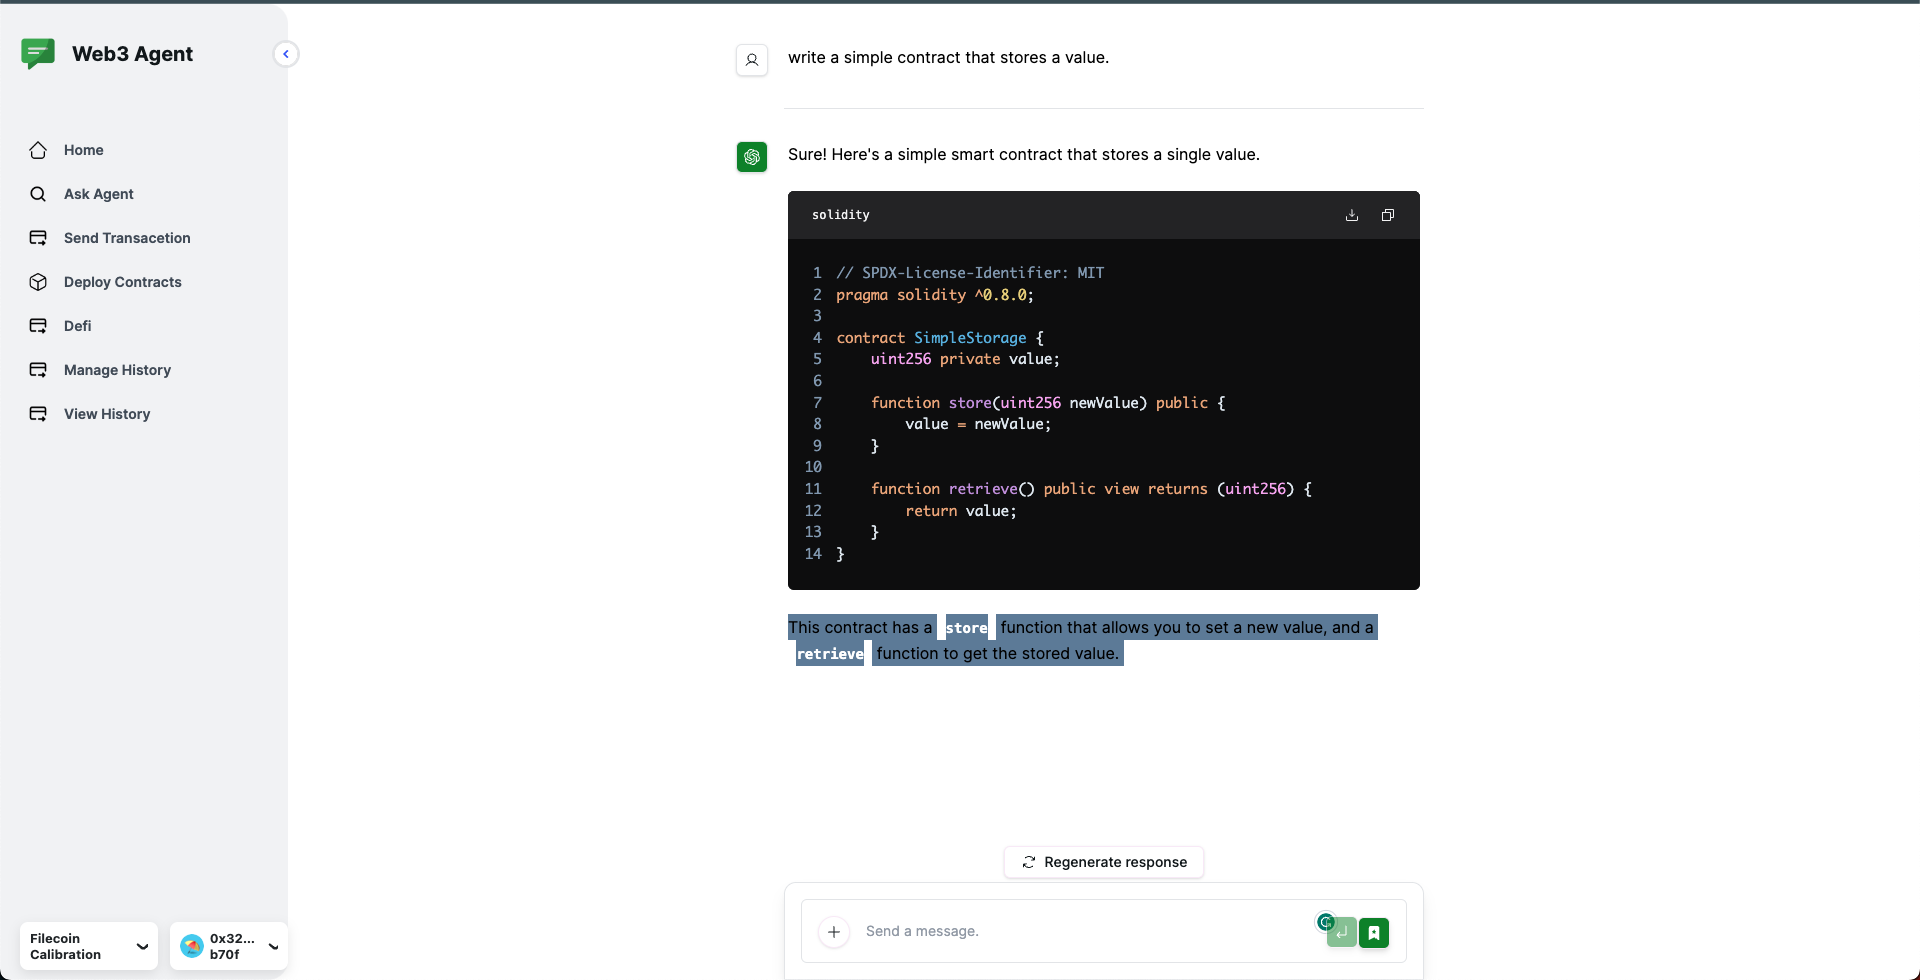 Web3 Agent
Home
Ask Agent
Send Transacetion
Deploy Contracts
Defi
Manage History
View History
Filecoin
Calibration
0x32...
b70f
write a simple contract that stores a value.
Sure! Here's a simple smart contract that stores a single value.
solidity
1 // SPDX-License-Identifier: MIT
2 pragma solidity ^0.8.0;
3
4 contract SimpleStorage {
5     uint256 private value;
6
7     function store(uint256 newValue) public {
8         value = newValue;
9     }
10
11     function retrieve() public view returns (uint256) {
12         return value;
13     }
14 }
This contract has a store function that allows you to set a new value, and a
retrieve function to get the stored value.
Regenerate response
Send a message.